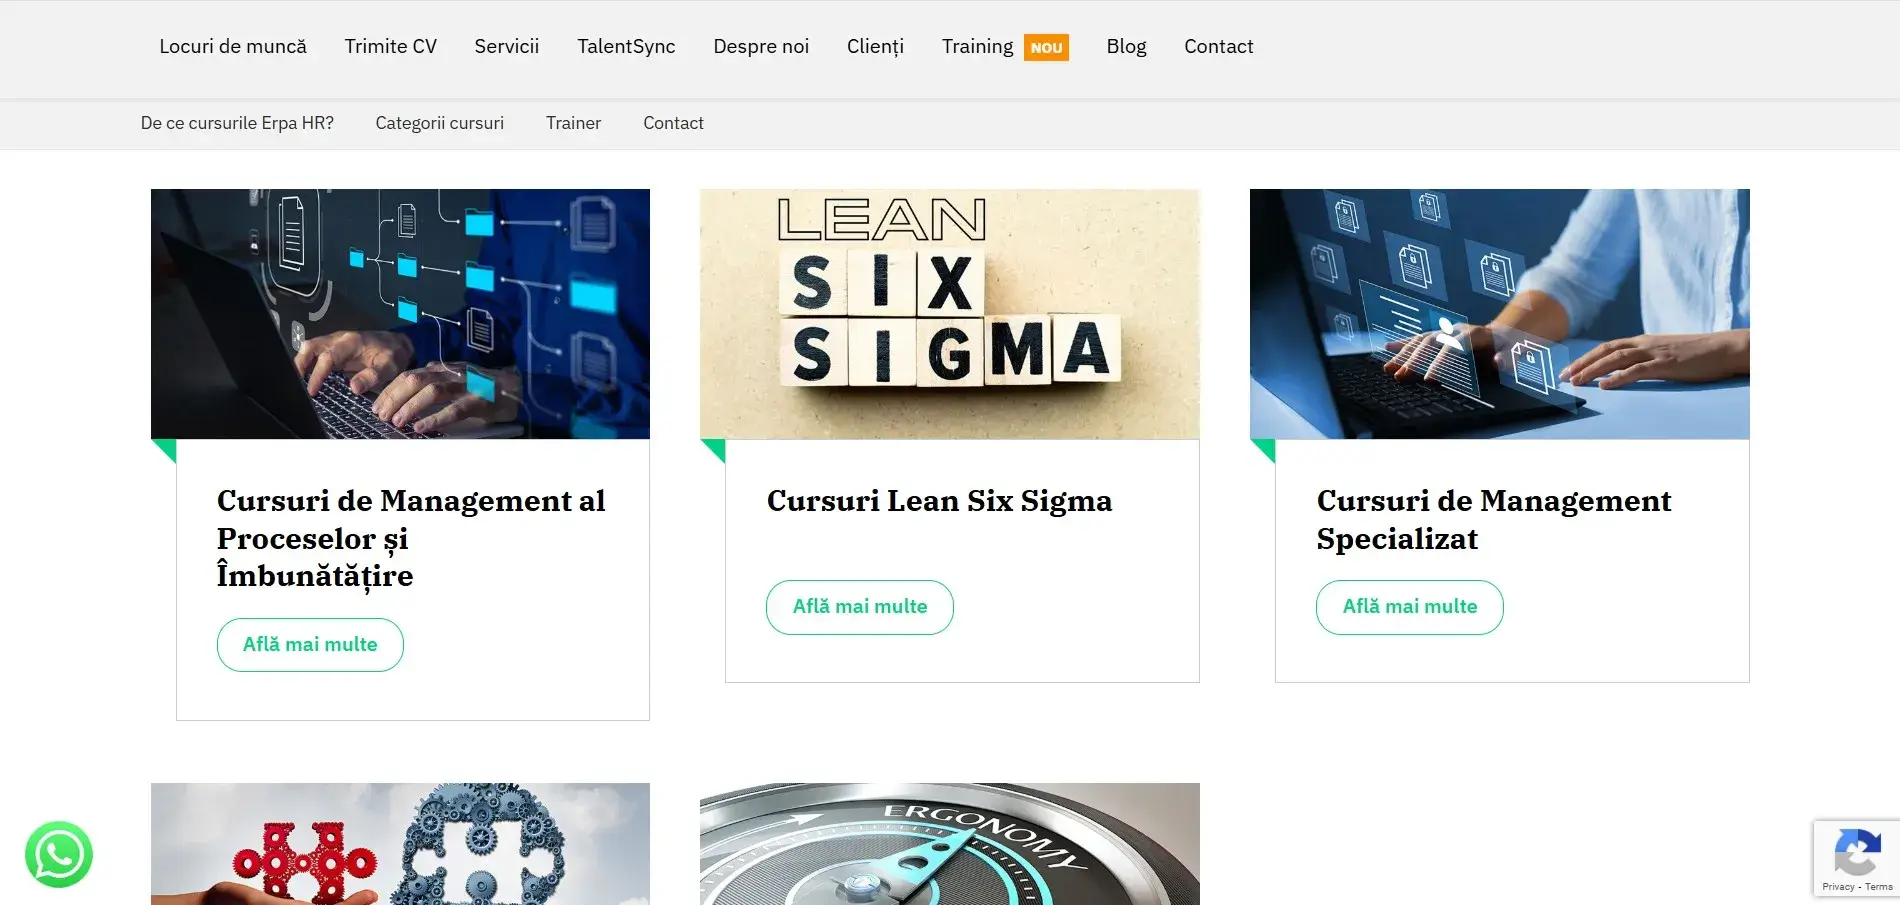 Locuri de muncă Trimite CV Servicii TalentSync Despre noi Clienți Training NOU Blog Contact
De ce cursurile Erpa HR? Categorii cursuri Trainer Contact
LEAN
SIX
SIGMA
Cursuri de Management al
Proceselor și
Îmbunătățire
Află mai multe
Cursuri Lean Six Sigma
Află mai multe
Cursuri de Management
Specializat
Află mai multe
ERGONOMY
Privacy - Terms